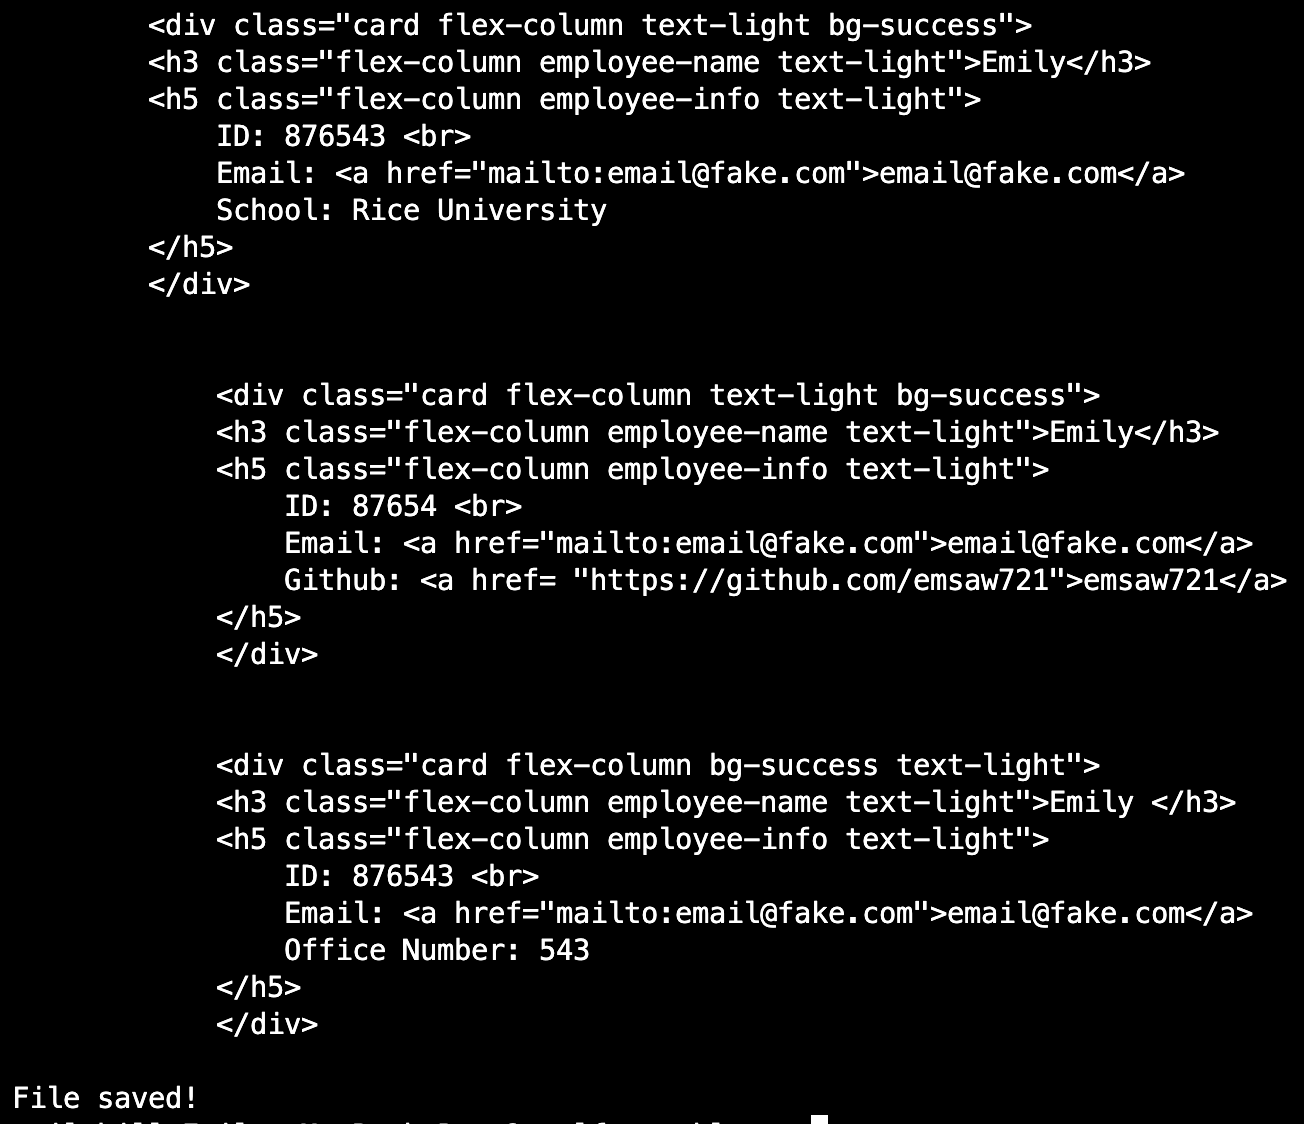 <div class="card flex-column text-light bg-success">
<h3 class="flex-column employee-name text-light">Emily</h3>
<h5 class="flex-column employee-info text-light">
ID: 876543 <br>
Email: <a href="mailto:email@fake.com">email@fake.com</a>
School: Rice University
</h5>
</div>
<div class="card flex-column text-light bg-success">
<h3 class="flex-column employee-name text-light">Emily</h3>
<h5 class="flex-column employee-info text-light">
ID: 87654 <br>
Email: <a href="mailto:email@fake.com">email@fake.com</a>
Github: <a href= "https://github.com/emsaw721">emsaw721</a>
</h5>
</div>
<div class="card flex-column bg-success text-light">
<h3 class="flex-column employee-name text-light">Emily </h3>
<h5 class="flex-column employee-info text-light">
ID: 876543 <br>
Email: <a href="mailto:email@fake.com">email@fake.com</a>
Office Number: 543
</h5>
</div>
File saved!